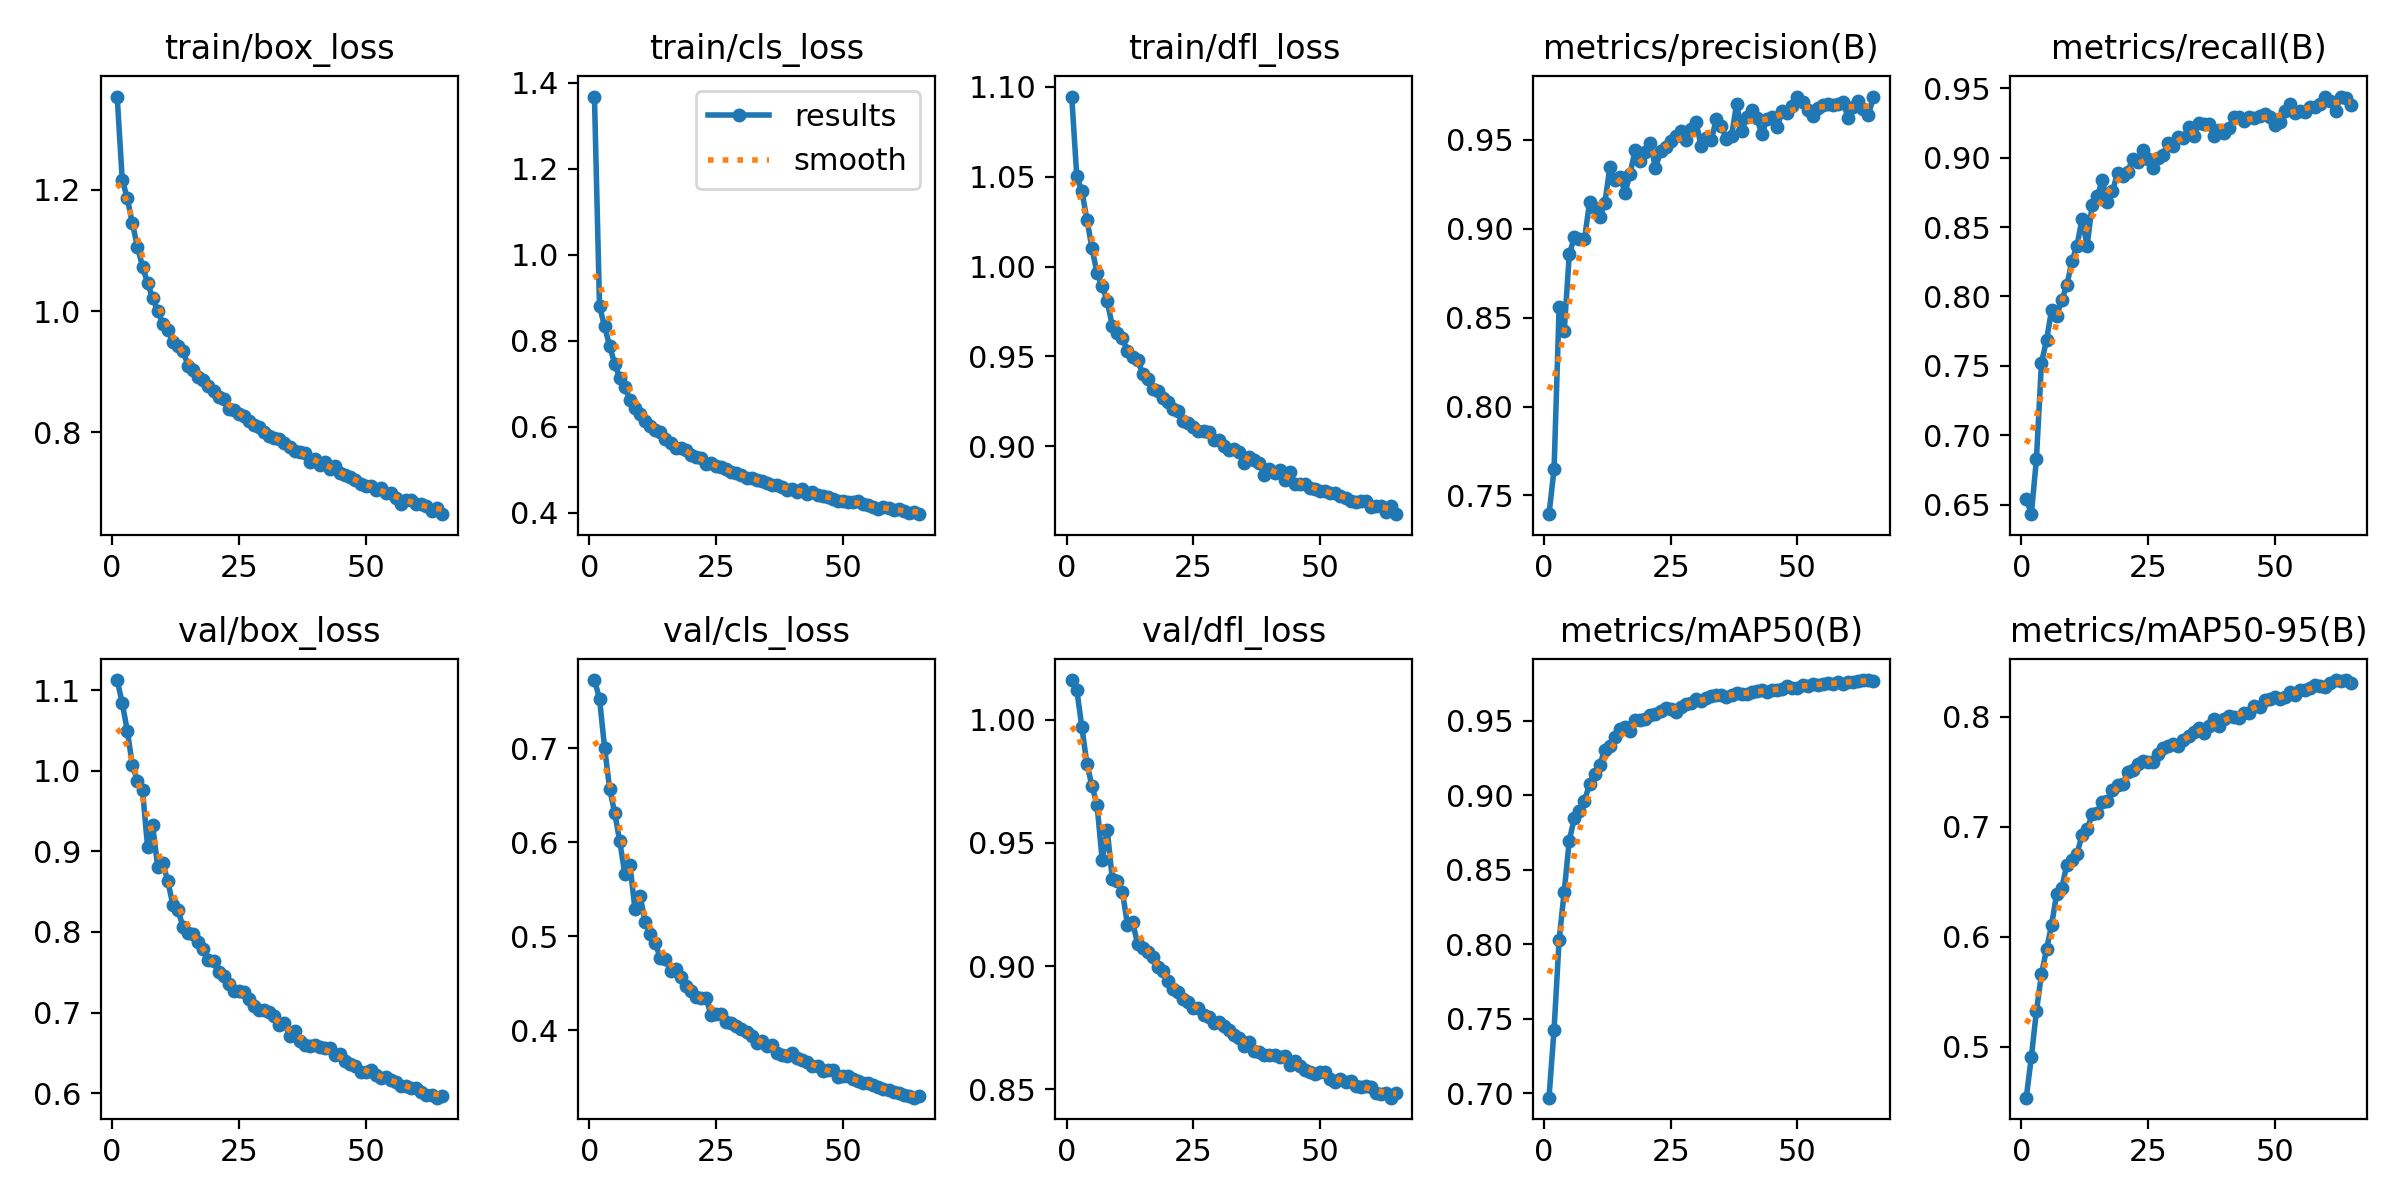 train/box_loss
train/cls_loss
train/dfl_loss
metrics/precision(B)
metrics/recall(B)
1.2
1.0
0.8
0 25 50
1.4
1.2
1.0
0.8
0.6
0.4
0 25 50
results
smooth
1.10
1.05
1.00
0.95
0.90
0 25 50
0.95
0.90
0.85
0.80
0.75
0 25 50
0.95
0.90
0.85
0.80
0.75
0.70
0.65
0 25 50
val/box_loss
val/cls_loss
val/dfl_loss
metrics/mAP50(B)
metrics/mAP50-95(B)
1.1
1.0
0.9
0.8
0.7
0.6
0 25 50
0.7
0.6
0.5
0.4
0 25 50
1.00
0.95
0.90
0.85
0 25 50
0.95
0.90
0.85
0.80
0.75
0.70
0 25 50
0.8
0.7
0.6
0.5
0 25 50